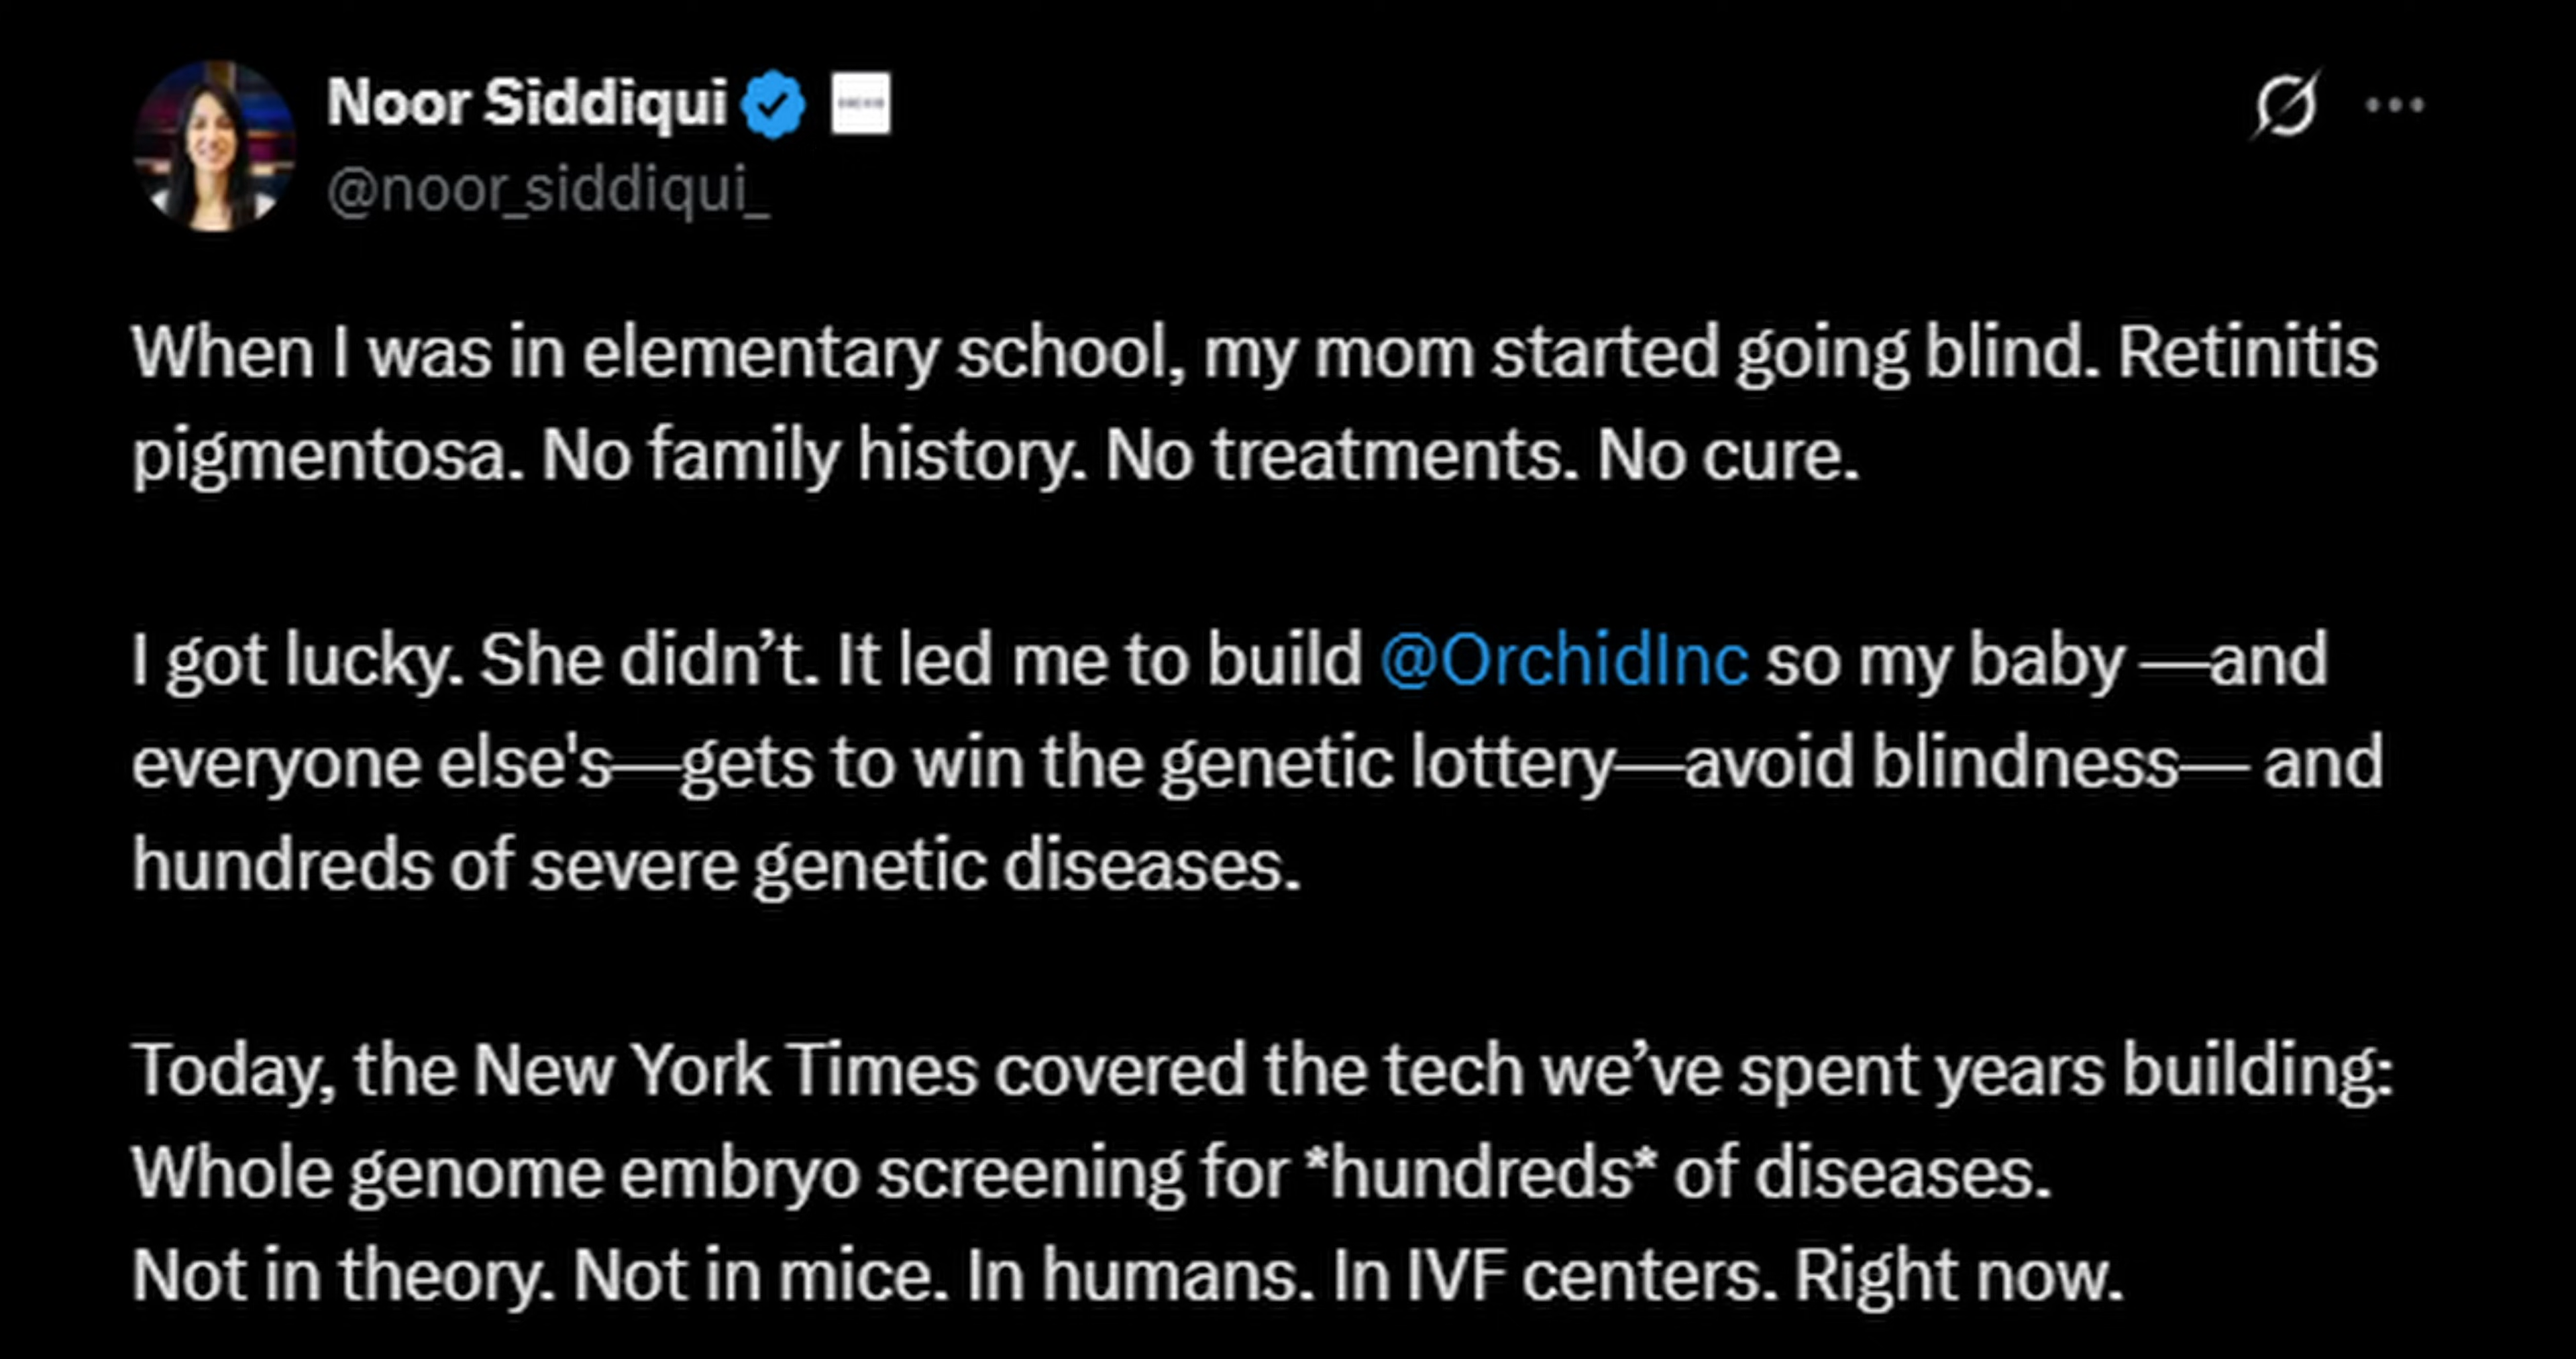 Noor Siddiqui
@noor_siddiqui_
When I was in elementary school, my mom started going blind. Retinitis
pigmentosa. No family history. No treatments. No cure.
I got lucky. She didn’t. It led me to build @OrchidInc so my baby —and
everyone else's—gets to win the genetic lottery—avoid blindness— and
hundreds of severe genetic diseases.
Today, the New York Times covered the tech we’ve spent years building:
Whole genome embryo screening for *hundreds* of diseases.
Not in theory. Not in mice. In humans. In IVF centers. Right now.